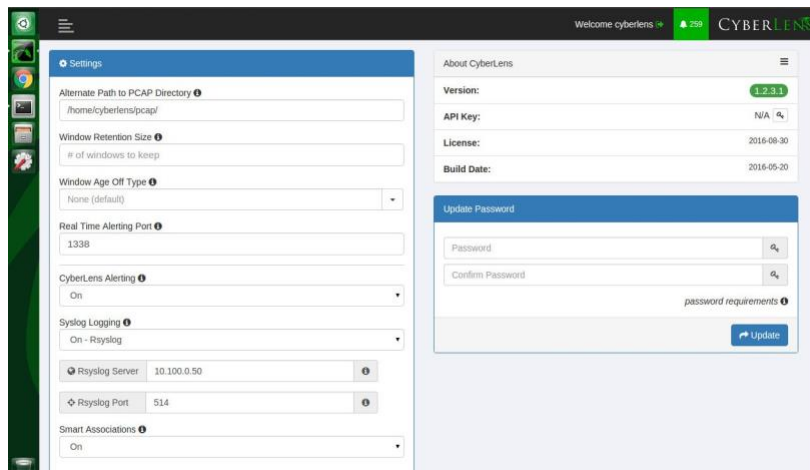 Welcome cyberlens
259
CYBERLENS
Settings
Alternate Path to PCAP Directory
/home/cyberlens/pcap/
Window Retention Size
# of windows to keep
Window Age Off Type
None (default)
Real Time Alerting Port
1338
CyberLens Alerting
On
Syslog Logging
On - Rsyslog
Rsyslog Server 10.100.0.50
Rsyslog Port 514
Smart Associations
On
About CyberLens
Version: 1.2.3.1
API Key: N/A
License: 2016-08-30
Build Date: 2016-05-20
Update Password
Password
Confirm Password
password requirements
Update